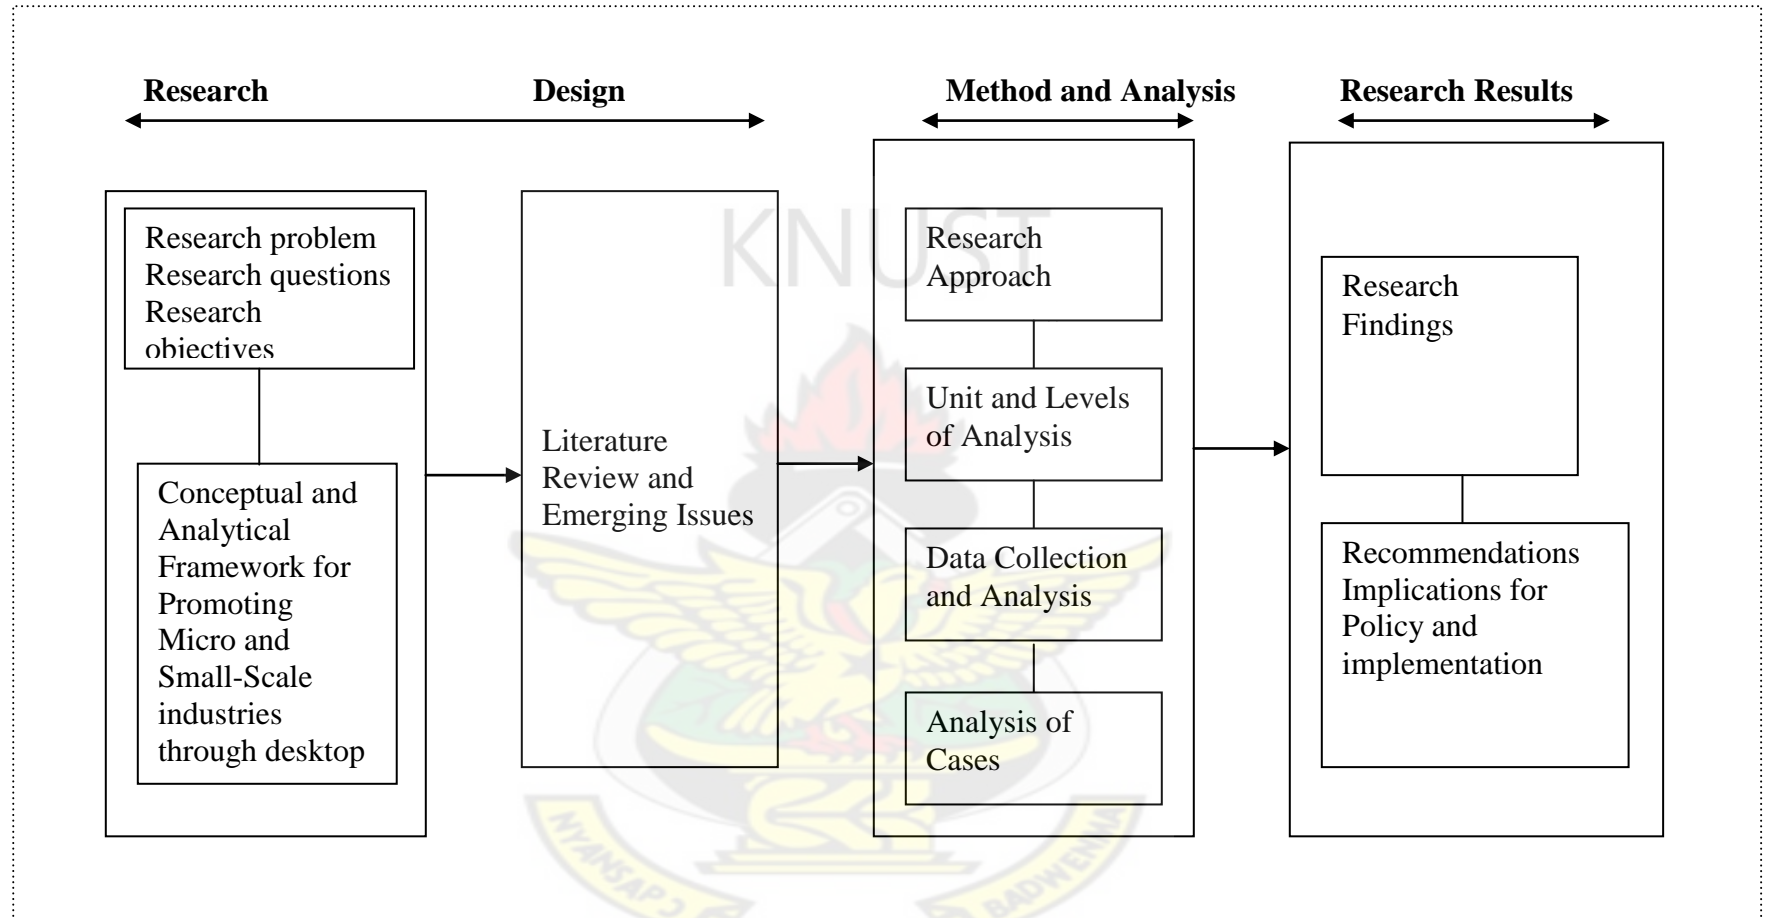 Research Design Method and Analysis Research Results
Research problem
Research questions
Research
objectives
Conceptual and
Analytical
Framework for
Promoting
Micro and
Small-Scale
industries
through desktop
Literature
Review and
Emerging Issues
Research
Approach
Unit and Levels
of Analysis
Data Collection
and Analysis
Analysis of
Cases
Research
Findings
Recommendations
Implications for
Policy and
implementation
KNUST
NYANSAPƆ
BADWENMA